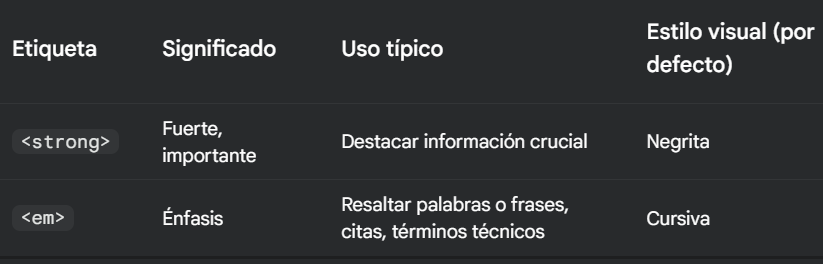 Etiqueta Significado Uso típico Estilo visual (por
defecto)
<strong> Fuerte,
importante Destacar información crucial Negrita
<em> Énfasis Resaltar palabras o frases,
citas, términos técnicos Cursiva